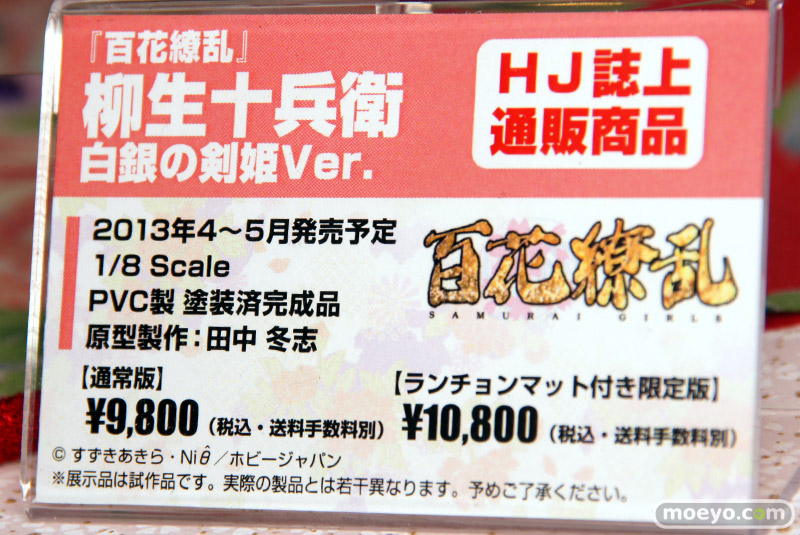 『百花繚乱』
柳生十兵衛
白銀の剣姫Ver.
HJ誌上
通販商品
2013年4～5月発売予定
1/8 Scale
PVC製 塗装済完成品
原型製作：田中 冬志
百花繚乱
SAMURAI GIRLS
【通常版】
¥9,800（税込・送料手数料別）
【ランチョンマット付き限定版】
¥10,800（税込・送料手数料別）
© すずきあきら・Niθ／ホビージャパン
※展示品は試作品です。実際の製品とは若干異なります。予めご了承ください。
moeyo.com